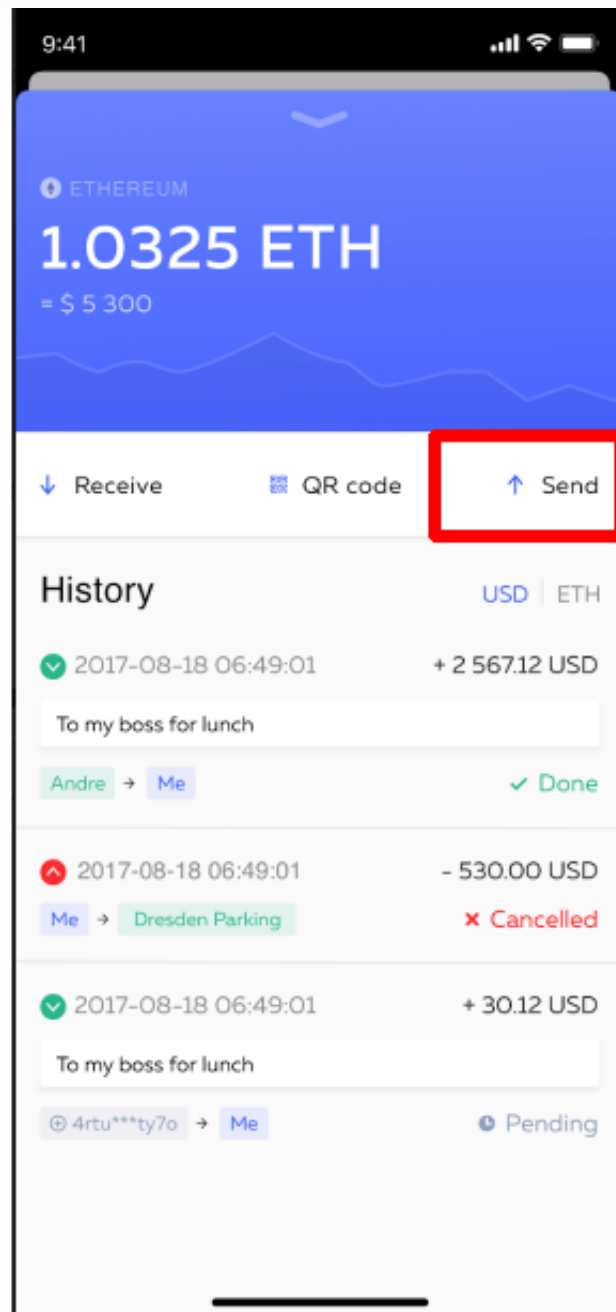 9:41
ETHEREUM
1.0325 ETH
= $ 5 300
Receive QR code Send
History USD ETH
2017-08-18 06:49:01 + 2 567.12 USD
To my boss for lunch
Andre → Me Done
2017-08-18 06:49:01 - 530.00 USD
Me → Dresden Parking Cancelled
2017-08-18 06:49:01 + 30.12 USD
To my boss for lunch
4rtu***ty7o → Me Pending